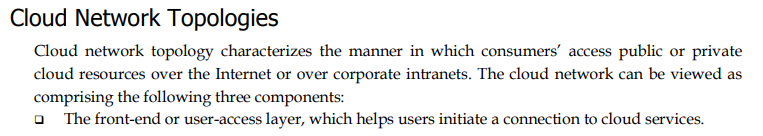 Cloud Network Topologies
Cloud network topology characterizes the manner in which consumers' access public or private
cloud resources over the Internet or over corporate intranets. The cloud network can be viewed as
comprising the following three components:
❑ The front-end or user-access layer, which helps users initiate a connection to cloud services.